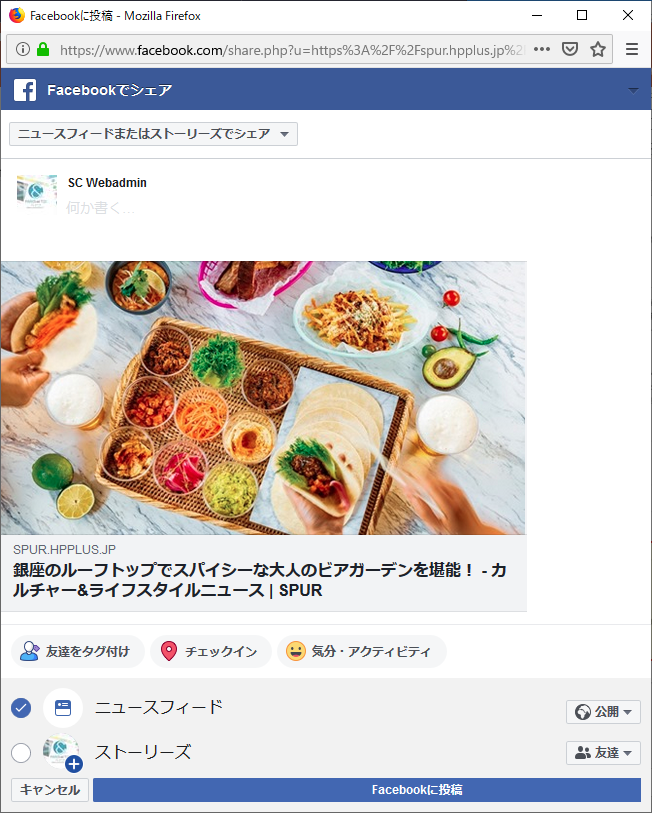 Facebookに投稿 - Mozilla Firefox
https://www.facebook.com/share.php?u=https%3A%2F%2Fspur.hpplus.jp%2
Facebookでシェア
ニュースフィードまたはストーリーズでシェア
SC Webadmin
何か書く...
SPUR.HPPLUS.JP
銀座のルーフトップでスパイシーな大人のビアガーデンを堪能！ - カ
ルチャー&ライフスタイルニュース | SPUR
友達をタグ付け チェックイン 気分・アクティビティ
ニュースフィード 公開
ストーリーズ 友達
キャンセル Facebookに投稿